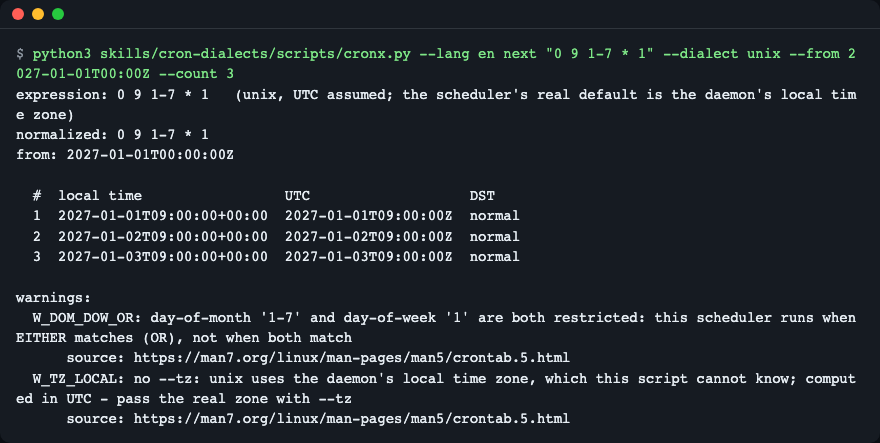 $ python3 skills/cron-dialects/scripts/cronx.py --lang en next "0 9 1-7 * 1" --dialect unix --from 2
027-01-01T00:00Z --count 3
expression: 0 9 1-7 * 1   (unix, UTC assumed; the scheduler's real default is the daemon's local tim
e zone)
normalized: 0 9 1-7 * 1
from: 2027-01-01T00:00:00Z
  #  local time                 UTC                   DST
  1  2027-01-01T09:00:00+00:00  2027-01-01T09:00:00Z  normal
  2  2027-01-02T09:00:00+00:00  2027-01-02T09:00:00Z  normal
  3  2027-01-03T09:00:00+00:00  2027-01-03T09:00:00Z  normal
warnings:
  W_DOM_DOW_OR: day-of-month '1-7' and day-of-week '1' are both restricted: this scheduler runs when
EITHER matches (OR), not when both match
      source: https://man7.org/linux/man-pages/man5/crontab.5.html
  W_TZ_LOCAL: no --tz: unix uses the daemon's local time zone, which this script cannot know; comput
ed in UTC - pass the real zone with --tz
      source: https://man7.org/linux/man-pages/man5/crontab.5.html